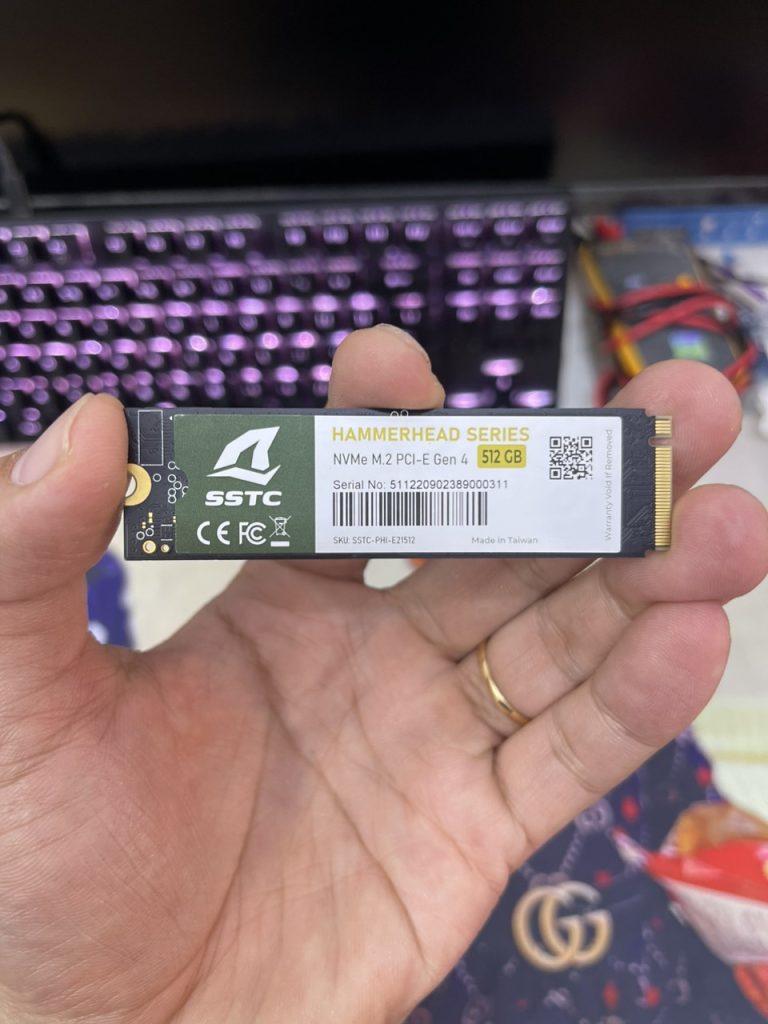 SSTC
CE FC
HAMMERHEAD SERIES
NVMe M.2 PCI-E Gen 4 512 GB
Serial No: 511220902389000311
SKU: SSTC-PHI-E21512
Made in Taiwan
Warranty Void If Removed